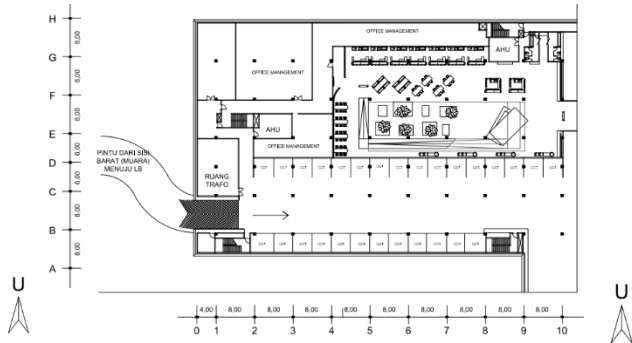 H
8,00
G
8,00
F
8,00
E
6,00
D
6,00
C
8,00
B
8,00
A
OFFICE MANAGEMENT
OFFICE MANAGEMENT
AHU
AHU
OFFICE MANAGEMENT
PINTU DARI SISI
BARAT (MUARA)
MENUJU LB
RUANG
TRAFO
U
U
4,00 8,00 8,00 8,00 8,00 8,00 8,00 8,00 8,00 8,00
0 1 2 3 4 5 6 7 8 9 10